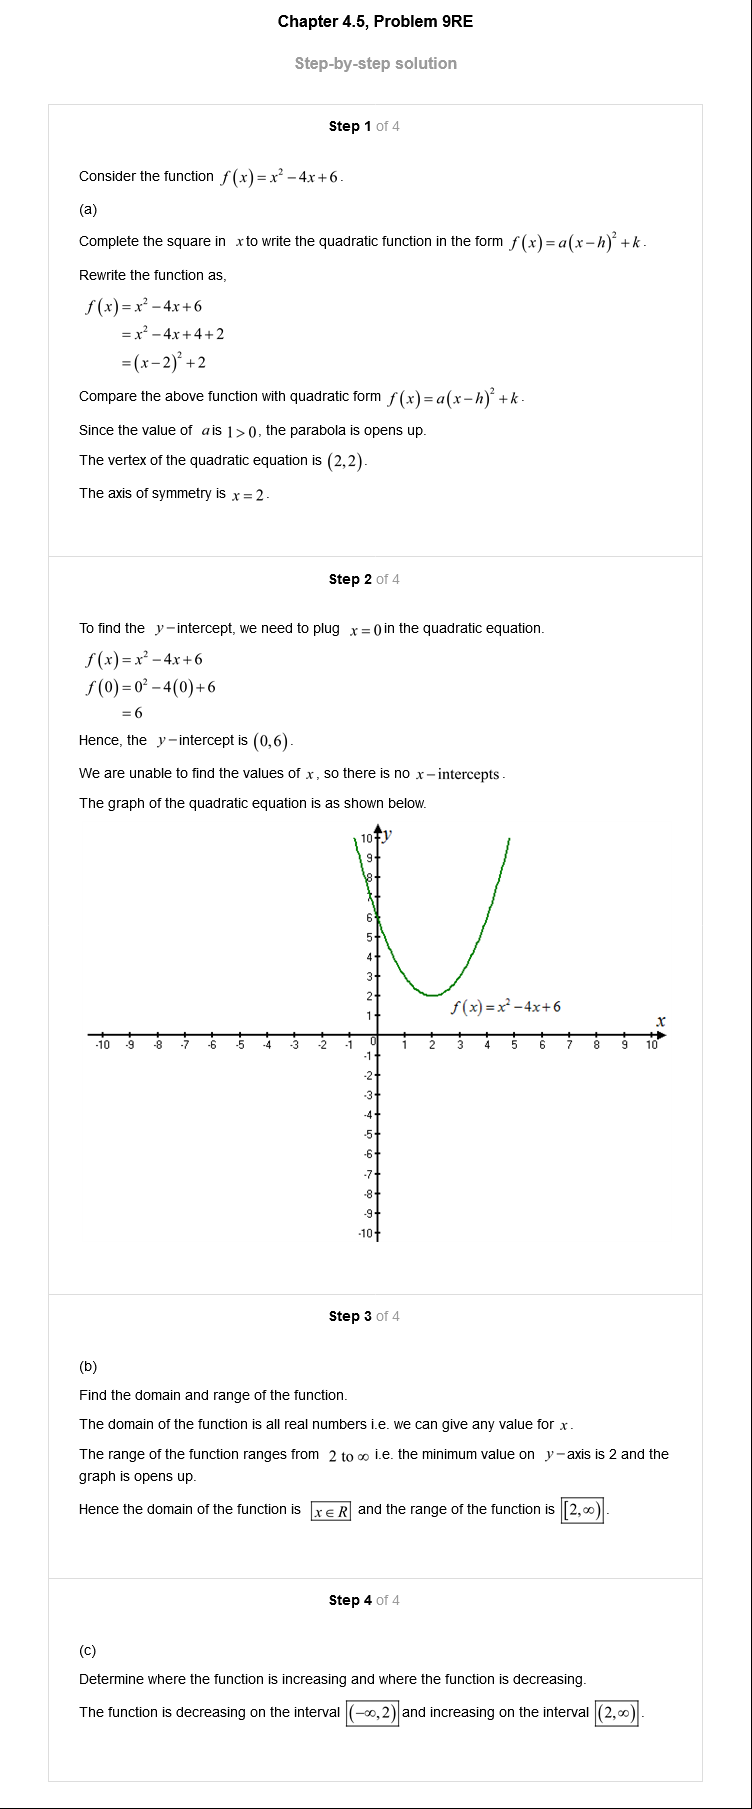 Chapter 4.5, Problem 9RE
Step-by-step solution
Step 1 of 4
Consider the function f(x)=x²−4x+6.
(a)
Complete the square in x to write the quadratic function in the form f(x)=a(x−h)²+k.
Rewrite the function as,
f(x)=x²−4x+6
=x²−4x+4+2
=(x−2)²+2
Compare the above function with quadratic form f(x)=a(x−h)²+k.
Since the value of a is 1>0, the parabola is opens up.
The vertex of the quadratic equation is (2,2).
The axis of symmetry is x=2.
Step 2 of 4
To find the y−intercept, we need to plug x=0 in the quadratic equation.
f(x)=x²−4x+6
f(0)=0²−4(0)+6
=6
Hence, the y−intercept is (0,6).
We are unable to find the values of x, so there is no x−intercepts.
The graph of the quadratic equation is as shown below.
10 y
9
8
7
6
5
4
3
2
1
f(x)=x²−4x+6
x
-10 -9 -8 -7 -6 -5 -4 -3 -2 -1 0 1 2 3 4 5 6 7 8 9 10
-1
-2
-3
-4
-5
-6
-7
-8
-9
-10
Step 3 of 4
(b)
Find the domain and range of the function.
The domain of the function is all real numbers i.e. we can give any value for x.
The range of the function ranges from 2 to ∞ i.e. the minimum value on y−axis is 2 and the
graph is opens up.
Hence the domain of the function is x∈R and the range of the function is [2,∞).
Step 4 of 4
(c)
Determine where the function is increasing and where the function is decreasing.
The function is decreasing on the interval (−∞,2) and increasing on the interval (2,∞).